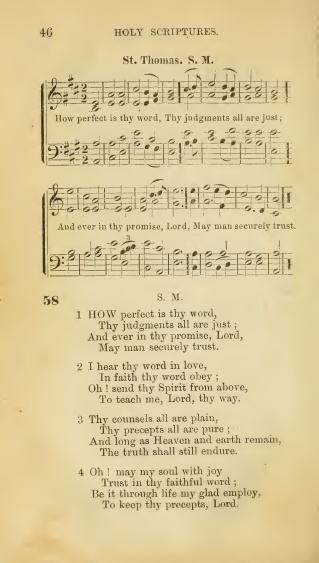 46 HOLY SCRIPTURES.
St. Thomas. S. M.
How perfect is thy word, Thy judgments all are just;
And ever in thy promise, Lord, May man securely trust.
58 S. M.
1 HOW perfect is thy word,
Thy judgments all are just ;
And ever in thy promise, Lord,
May man securely trust.
2 I hear thy word in love,
In faith thy word obey ;
Oh ! send thy Spirit from above,
To teach me, Lord, thy way.
3 Thy counsels all are plain,
Thy precepts all are pure ;
And long as Heaven and earth remain,
The truth shall still endure.
4 Oh ! may my soul with joy
Trust in thy faithful word ;
Be it through life my glad employ,
To keep thy precepts, Lord.